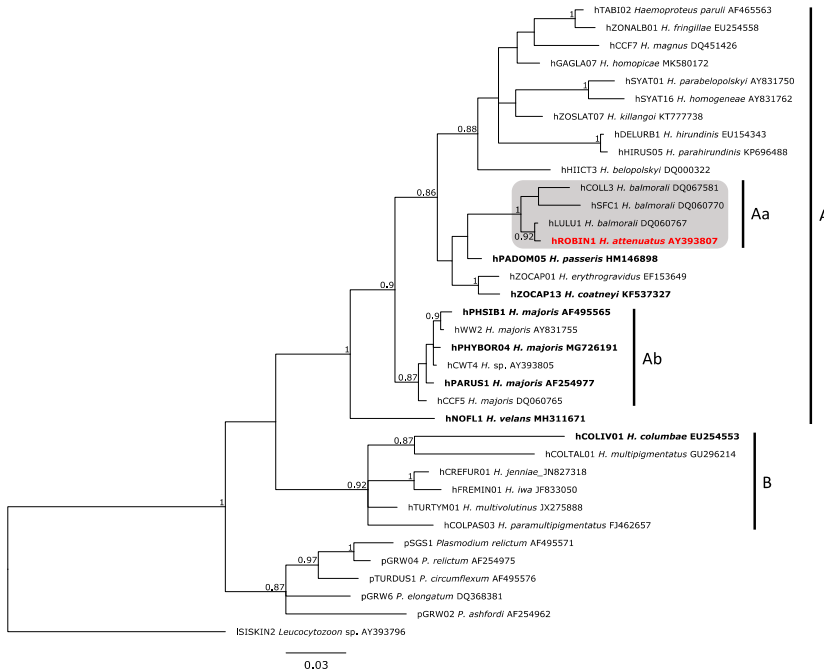 hTABI02 Haemoproteus paruli AF465563
1
hZONALB01 H. fringillae EU254558
hCCF7 H. magnus DQ451426
hGAGLA07 H. homopicae MK580172
hSYAT01 H. parabelopolskyi AY831750
1
hSYAT16 H. homogeneae AY831762
hZOSLAT07 H. killangoi KT777738
0.88
hDELURB1 H. hirundinis EU154343
1
hHIRUS05 H. parahirundinis KP696488
hHIICT3 H. belopolskyi DQ000322
0.86
hCOLL3 H. balmorali DQ067581
hSFC1 H. balmorali DQ060770
1
hLULU1 H. balmorali DQ060767
0.92
hROBIN1 H. attenuatus AY393807
Aa
A
hPADOM05 H. passeris HM146898
hZOCAP01 H. erythrogravidus EF153649
0.9
1
hZOCAP13 H. coatneyi KF537327
hPHSIB1 H. majoris AF495565
0.9
hWW2 H. majoris AY831755
hPHYBOR04 H. majoris MG726191
1
hCWT4 H. sp. AY393805
Ab
0.87
hPARUS1 H. majoris AF254977
hCCF5 H. majoris DQ060765
hNOFL1 H. velans MH311671
hCOLIV01 H. columbae EU254553
0.87
hCOLTAL01 H. multipigmentatus GU296214
hCREFUR01 H. jenniae_JN827318
1
0.92
hFREMIN01 H. iwa JF833050
B
hTURTYM01 H. multivolutinus JX275888
1
hCOLPAS03 H. paramultipigmentatus FJ462657
pSGS1 Plasmodium relictum AF495571
1
pGRW04 P. relictum AF254975
0.97
pTURDUS1 P. circumflexum AF495576
0.87
pGRW6 P. elongatum DQ368381
pGRW02 P. ashfordi AF254962
lSISKIN2 Leucocytozoon sp. AY393796
0.03